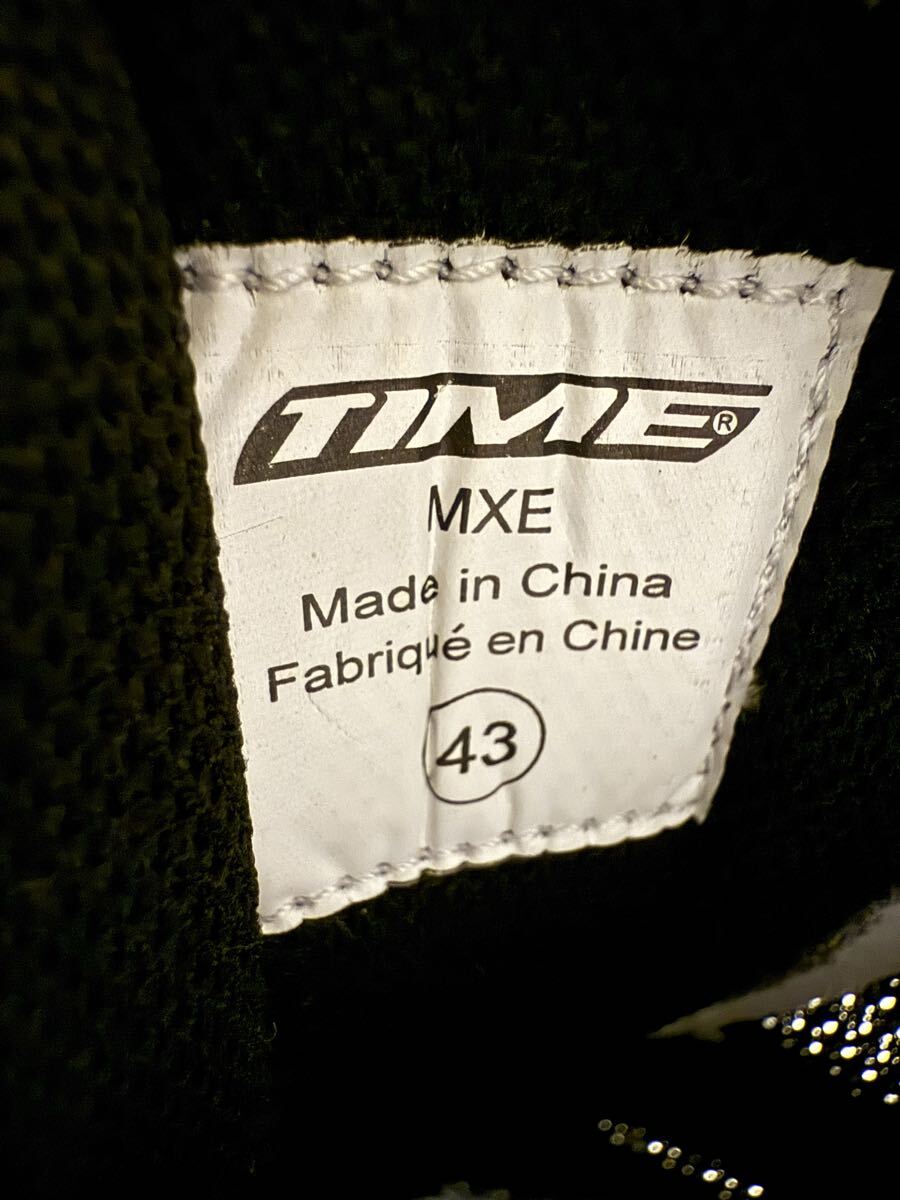 TIME®
MXE
Made in China
Fabriqué en Chine
43